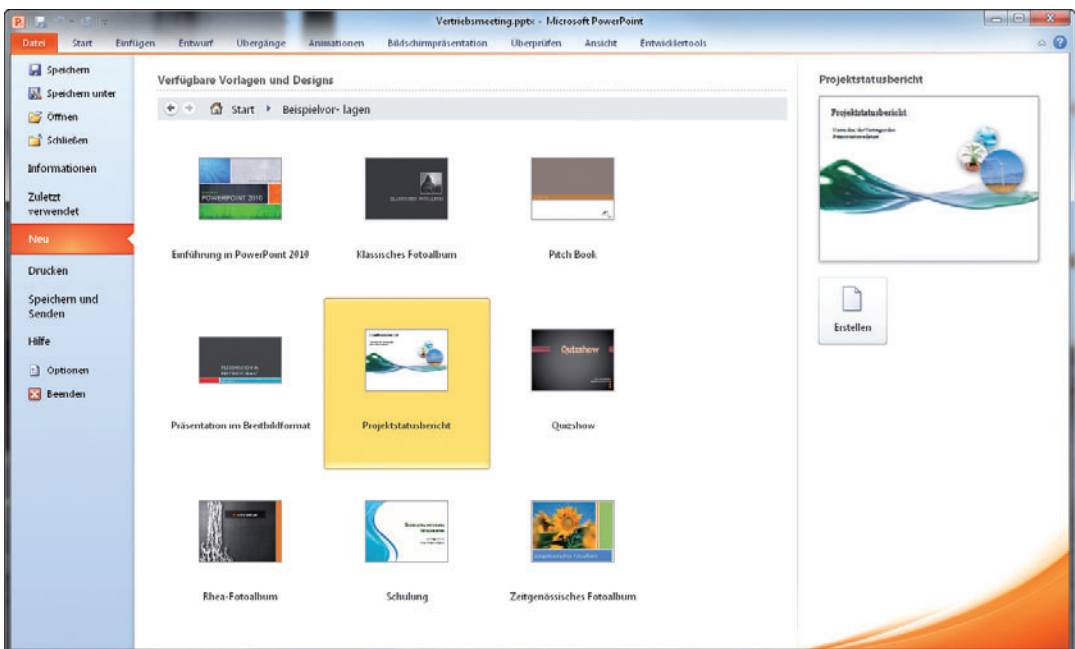 Vertriebsmeeting.pptx - Microsoft PowerPoint
Datei Start Einfügen Entwurf Übergänge Animationen Bildschirmpräsentation Überprüfen Ansicht Entwicklertools
Speichern
Speichern unter
Öffnen
Schließen
Informationen
Zuletzt
verwendet
Neu
Drucken
Speichern und
Senden
Hilfe
Optionen
Beenden
Verfügbare Vorlagen und Designs
Start Beispielvor- lagen
POWERPOINT 2010
KLASSISCHES FOTOALBUM
Einführung in PowerPoint 2010
Klassisches Fotoalbum
Pitch Book
Quizshow
Präsentation im Breitbildformat
Projektstatusbericht
Quizshow
Rhea-Fotoalbum
Schulung
Zeitgenössisches Fotoalbum
Projektstatusbericht
Projektstatusbericht
Erstellen